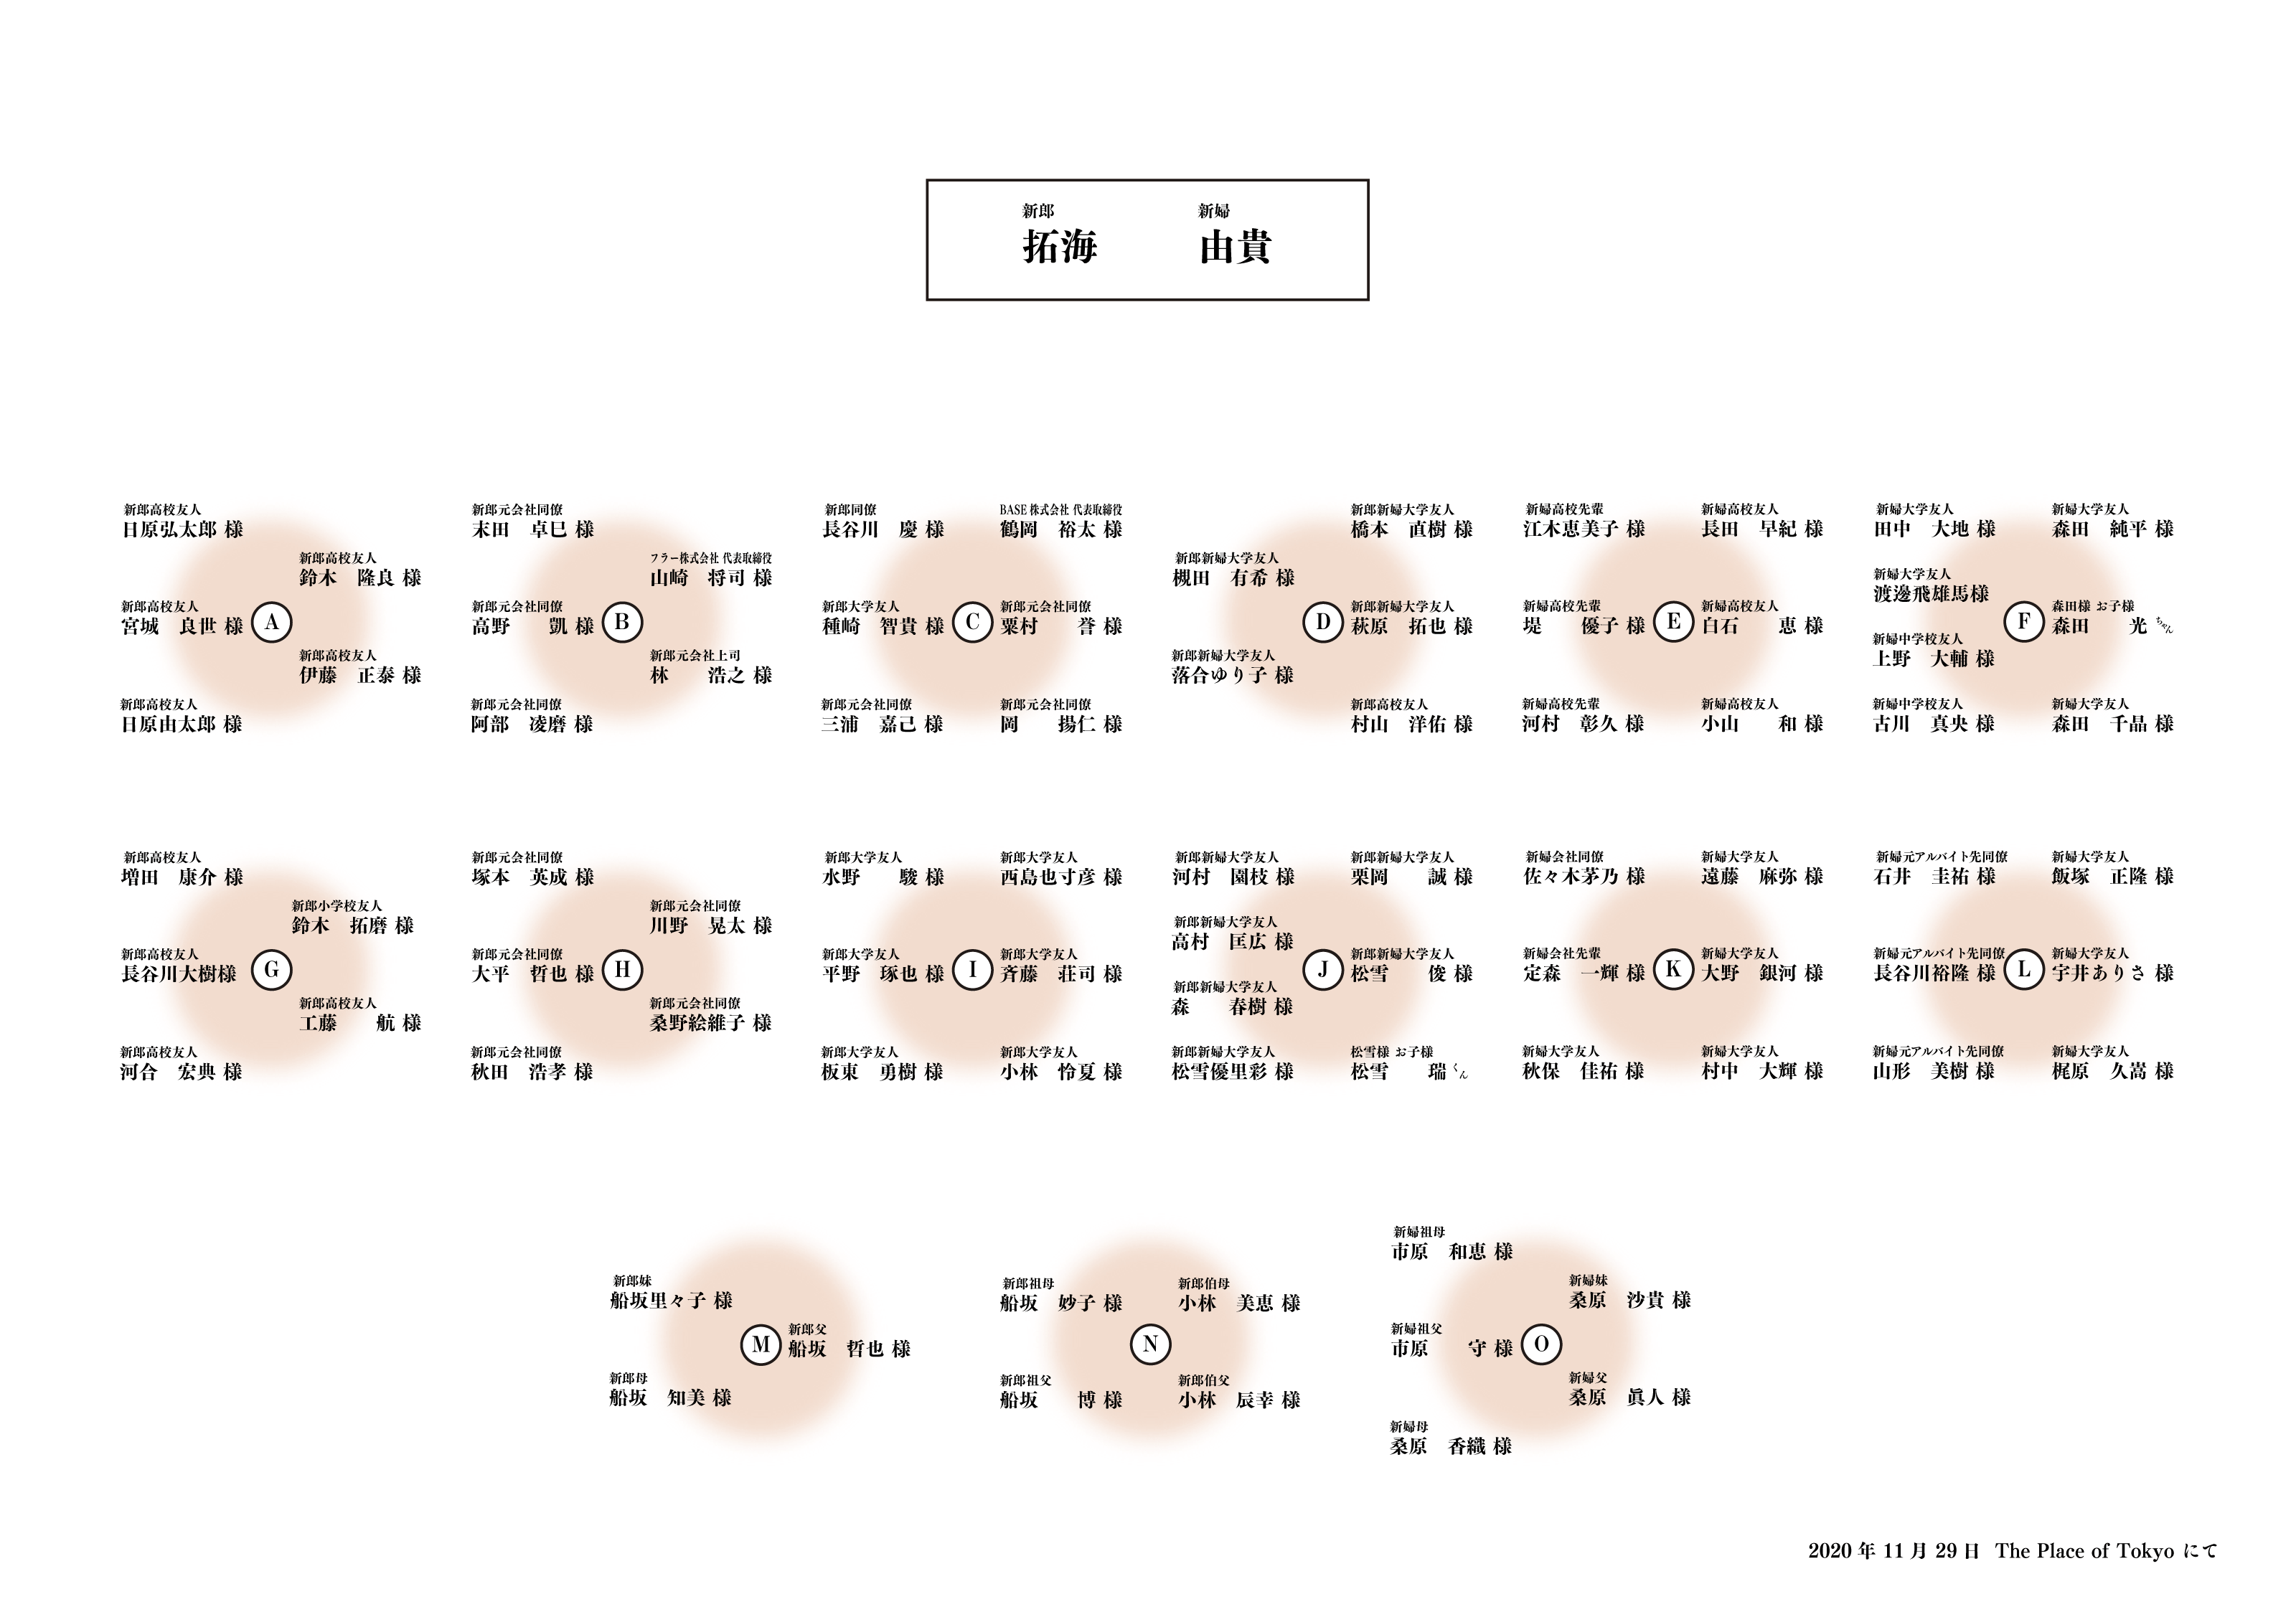 新郎
拓海
新婦
由貴
新郎高校友人
日原弘太郎 様
新郎高校友人
鈴木 隆良 様
新郎高校友人
宮城 良世 様
A
新郎高校友人
伊藤 正泰 様
新郎高校友人
日原由太郎 様
新郎元会社同僚
末田 卓巳 様
フラー株式会社 代表取締役
山崎 将司 様
新郎元会社同僚
高野 凱 様
B
新郎元会社上司
林 浩之 様
新郎元会社同僚
阿部 凌磨 様
新郎同僚
長谷川 慶 様
BASE 株式会社 代表取締役
鶴岡 裕太 様
新郎大学友人
種崎 智貴 様
C
新郎元会社同僚
粟村 誉 様
新郎元会社同僚
三浦 嘉己 様
新郎元会社同僚
岡 揚仁 様
新郎新婦大学友人
橋本 直樹 様
新郎新婦大学友人
槻田 有希 様
D
新郎新婦大学友人
萩原 拓也 様
新郎新婦大学友人
落合ゆり子 様
新郎高校友人
村山 洋佑 様
新婦高校先輩
江木恵美子 様
新婦高校友人
長田 早紀 様
新婦高校先輩
堤 優子 様
E
新婦高校友人
白石 恵 様
新婦高校先輩
河村 彰久 様
新婦高校友人
小山 和 様
新婦大学友人
田中 大地 様
新婦大学友人
森田 純平 様
新婦大学友人
渡邊飛雄馬様
F
森田様 お子様
森田 光 ちゃん
新婦中学校友人
上野 大輔 様
新婦中学校友人
古川 真央 様
新婦大学友人
森田 千晶 様
新郎高校友人
増田 康介 様
新郎小学校友人
鈴木 拓磨 様
新郎高校友人
長谷川大樹様
G
新郎高校友人
工藤 航 様
新郎高校友人
河合 宏典 様
新郎元会社同僚
塚本 英成 様
新郎元会社同僚
川野 晃太 様
新郎元会社同僚
大平 哲也 様
H
新郎元会社同僚
桑野絵維子 様
新郎元会社同僚
秋田 浩孝 様
新郎大学友人
水野 駿 様
新郎大学友人
西島也寸彦 様
新郎大学友人
平野 琢也 様
I
新郎大学友人
斉藤 荘司 様
新郎大学友人
板東 勇樹 様
新郎大学友人
小林 怜夏 様
新郎新婦大学友人
河村 園枝 様
新郎新婦大学友人
栗岡 誠 様
新郎新婦大学友人
高村 匡広 様
J
新郎新婦大学友人
松雪 俊 様
新郎新婦大学友人
森 春樹 様
新郎新婦大学友人
松雪優里彩 様
松雪様 お子様
松雪 瑞 くん
新婦会社同僚
佐々木茅乃 様
新婦大学友人
遠藤 麻弥 様
新婦会社先輩
定森 一輝 様
K
新婦大学友人
大野 銀河 様
新婦大学友人
秋保 佳祐 様
新婦大学友人
村中 大輝 様
新婦元アルバイト先同僚
石井 圭祐 様
新婦大学友人
飯塚 正隆 様
新婦元アルバイト先同僚
長谷川裕隆 様
L
新婦大学友人
宇井ありさ 様
新婦元アルバイト先同僚
山形 美樹 様
新婦大学友人
梶原 久嵩 様
新郎妹
船坂里々子 様
M
新郎父
船坂 哲也 様
新郎母
船坂 知美 様
新郎祖母
船坂 妙子 様
新郎伯母
小林 美恵 様
N
新郎祖父
船坂 博 様
新郎伯父
小林 辰幸 様
新婦祖母
市原 和恵 様
新婦妹
桑原 沙貴 様
新婦祖父
市原 守 様
O
新婦父
桑原 眞人 様
新婦母
桑原 香織 様
2020 年 11 月 29 日 The Place of Tokyo にて